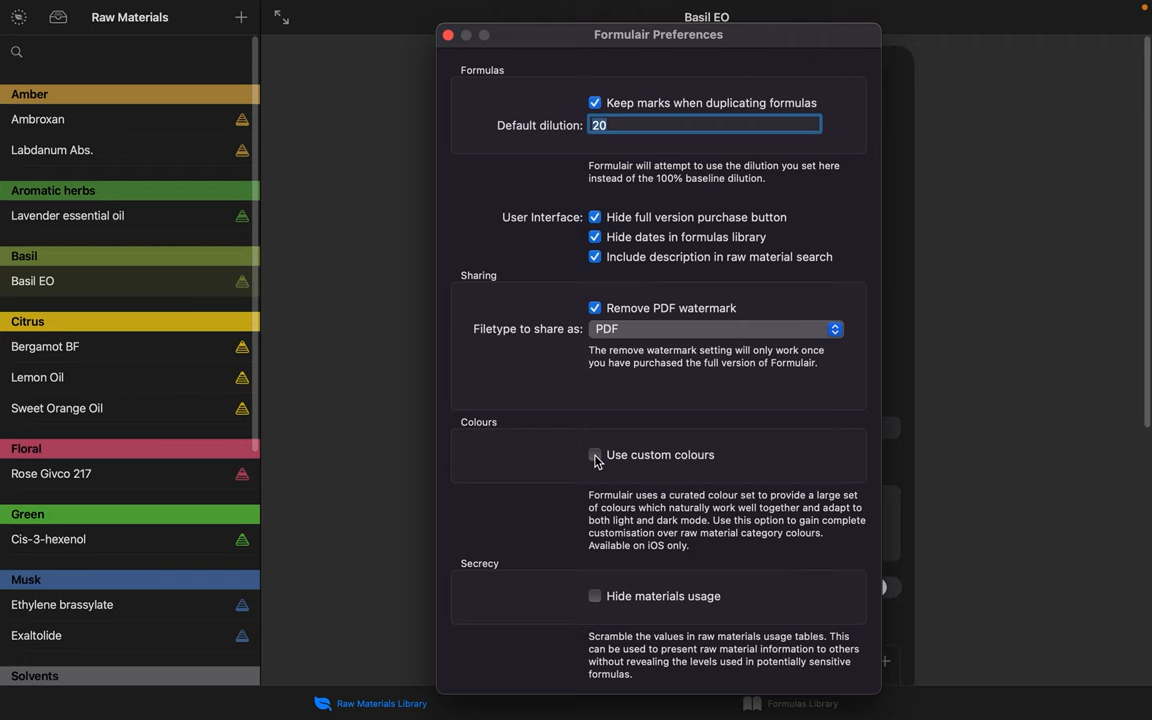 Raw Materials
Basil EO
Formulair Preferences
Amber
Ambroxan
Labdanum Abs.
Aromatic herbs
Lavender essential oil
Basil
Basil EO
Citrus
Bergamot BF
Lemon Oil
Sweet Orange Oil
Floral
Rose Givco 217
Green
Cis-3-hexenol
Musk
Ethylene brassylate
Exaltolide
Solvents
Formulas
Keep marks when duplicating formulas
Default dilution: 20
Formulair will attempt to use the dilution you set here
instead of the 100% baseline dilution.
User Interface: Hide full version purchase button
Hide dates in formulas library
Include description in raw material search
Sharing
Remove PDF watermark
Filetype to share as: PDF
The remove watermark setting will only work once
you have purchased the full version of Formulair.
Colours
Use custom colours
Formulair uses a curated colour set to provide a large set
of colours which naturally work well together and adapt to
both light and dark mode. Use this option to gain complete
customisation over raw material category colours.
Available on iOS only.
Secrecy
Hide materials usage
Scramble the values in raw materials usage tables. This
can be used to present raw material information to others
without revealing the levels used in potentially sensitive
formulas.
Raw Materials Library
Formulas Library